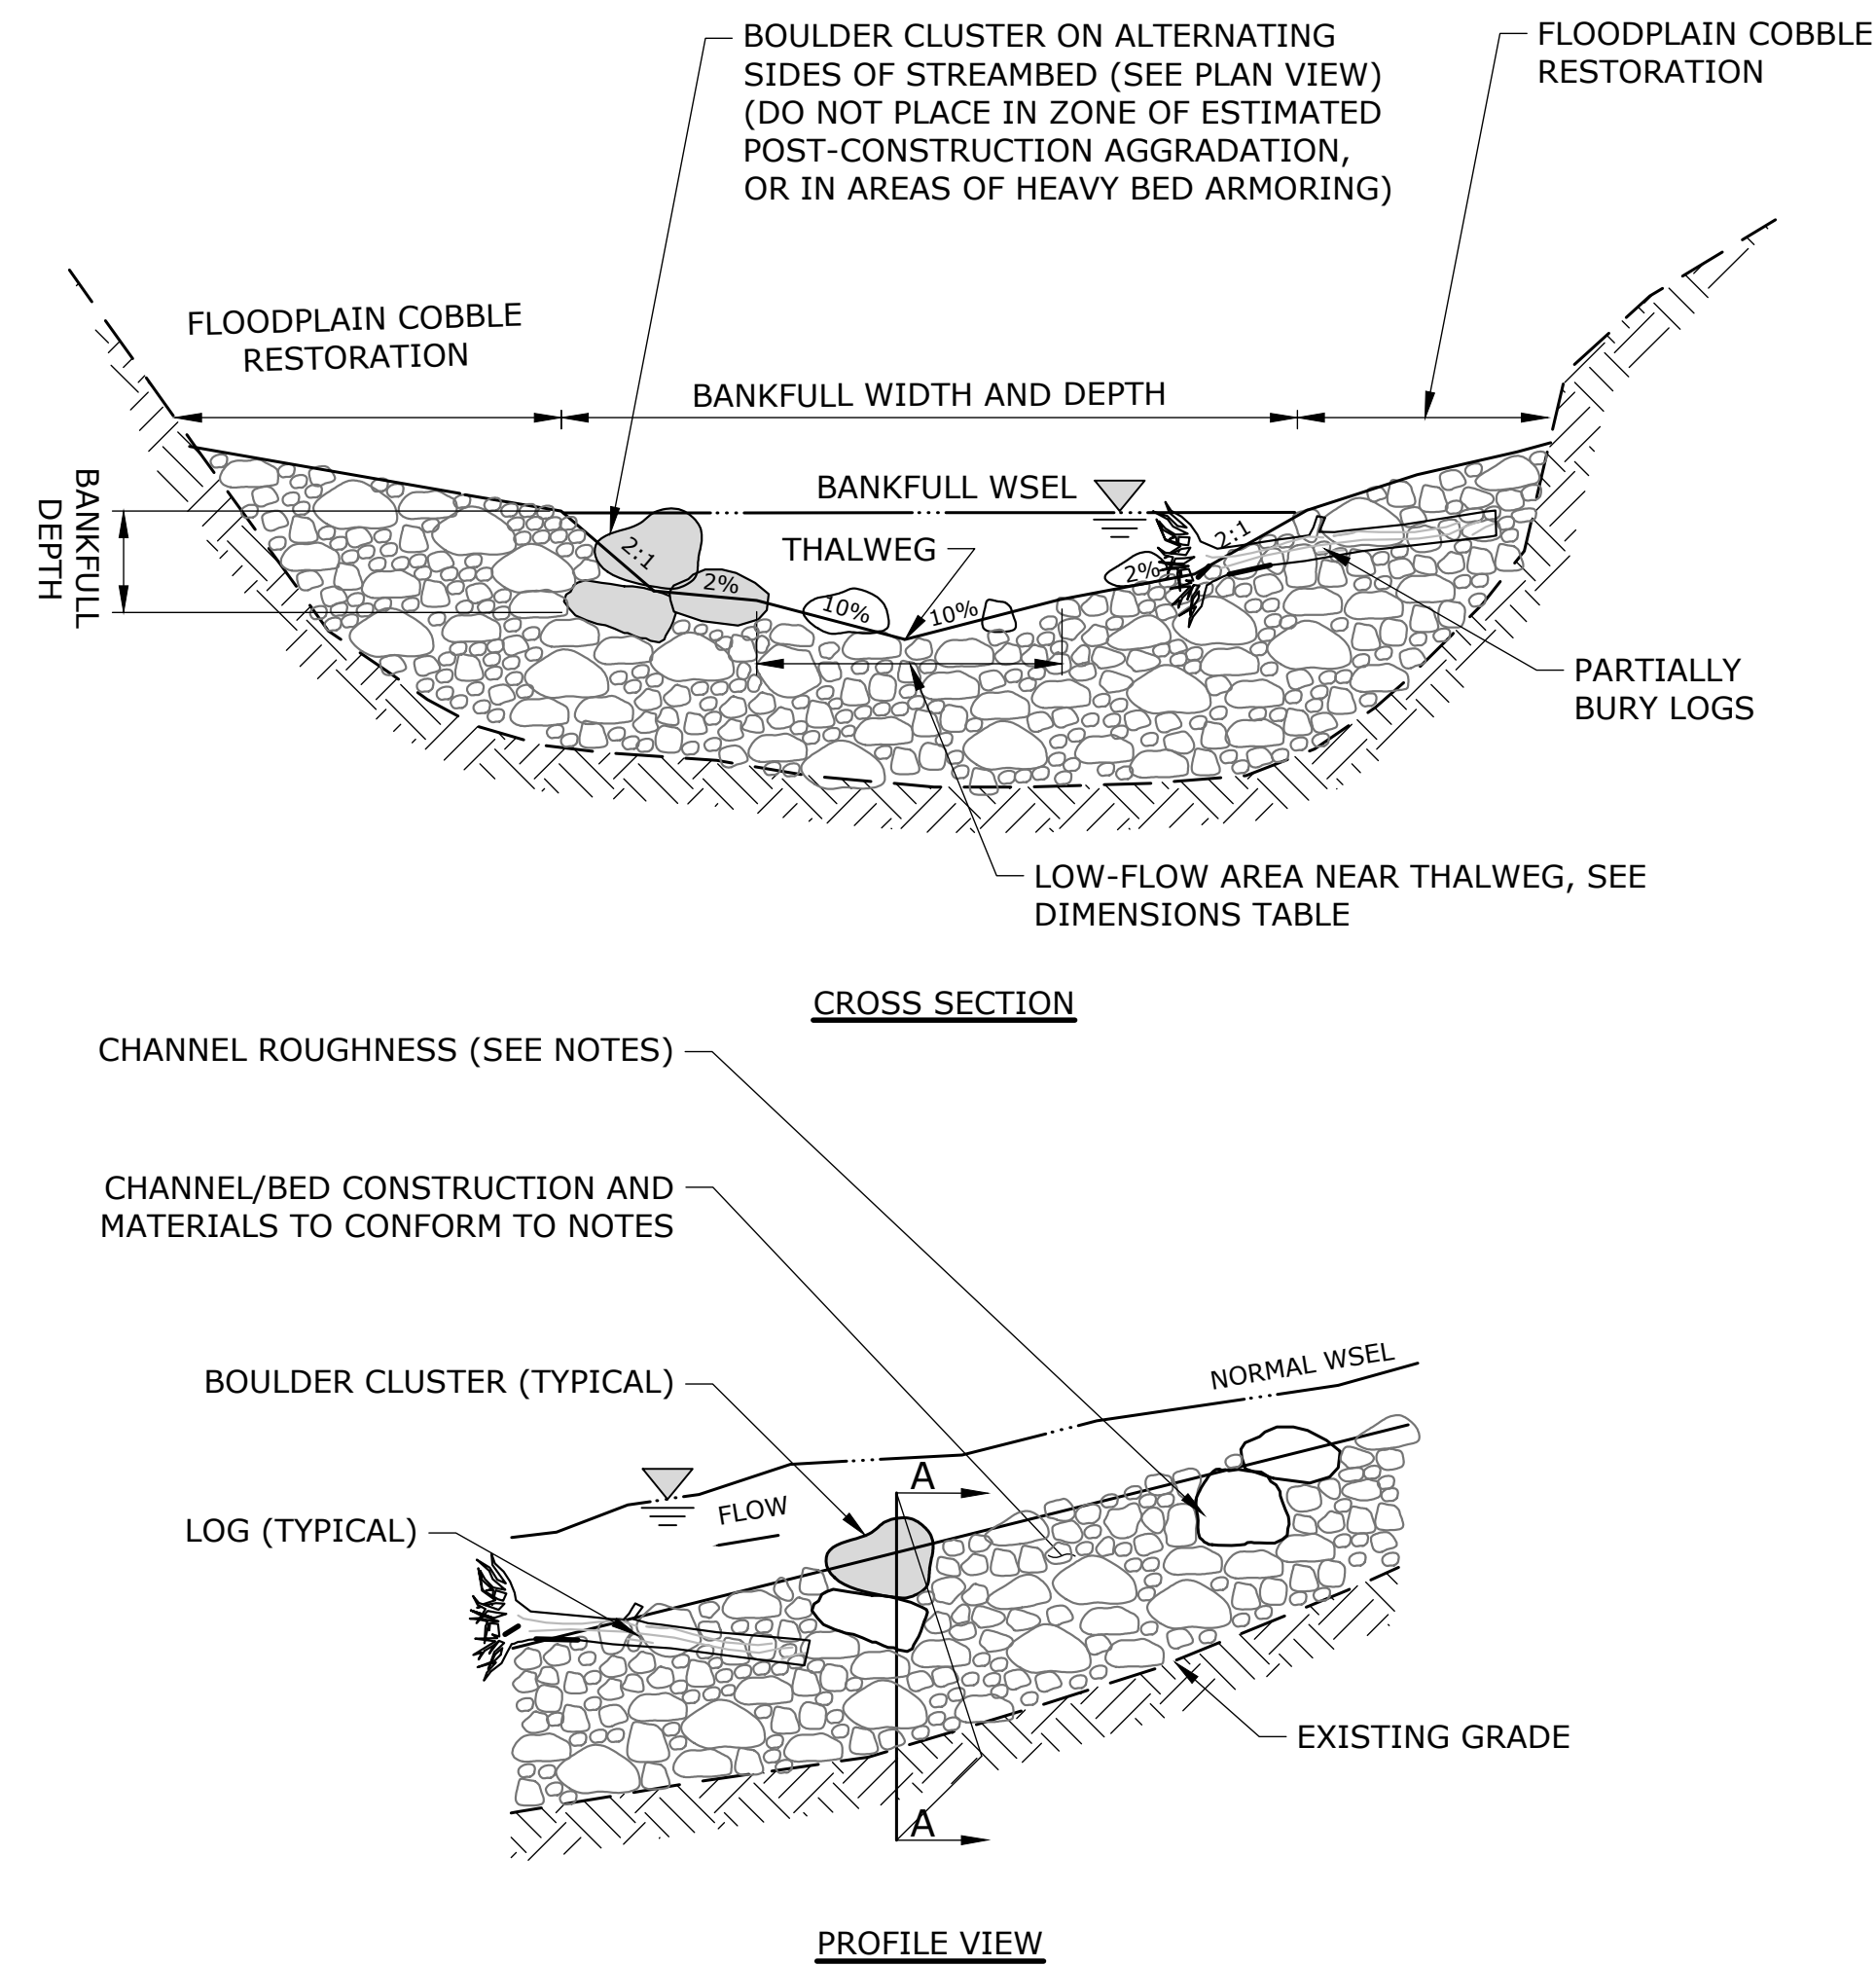 BOULDER CLUSTER ON ALTERNATING
SIDES OF STREAMBED (SEE PLAN VIEW)
(DO NOT PLACE IN ZONE OF ESTIMATED
POST-CONSTRUCTION AGGRADATION,
OR IN AREAS OF HEAVY BED ARMORING)
FLOODPLAIN COBBLE
RESTORATION
FLOODPLAIN COBBLE
RESTORATION
BANKFULL WIDTH AND DEPTH
BANKFULL
DEPTH
BANKFULL WSEL
THALWEG
2:1
2%
10%
10%
2%
2:1
PARTIALLY
BURY LOGS
LOW-FLOW AREA NEAR THALWEG, SEE
DIMENSIONS TABLE
CROSS SECTION
CHANNEL ROUGHNESS (SEE NOTES)
CHANNEL/BED CONSTRUCTION AND
MATERIALS TO CONFORM TO NOTES
BOULDER CLUSTER (TYPICAL)
NORMAL WSEL
A
FLOW
LOG (TYPICAL)
EXISTING GRADE
A
PROFILE VIEW